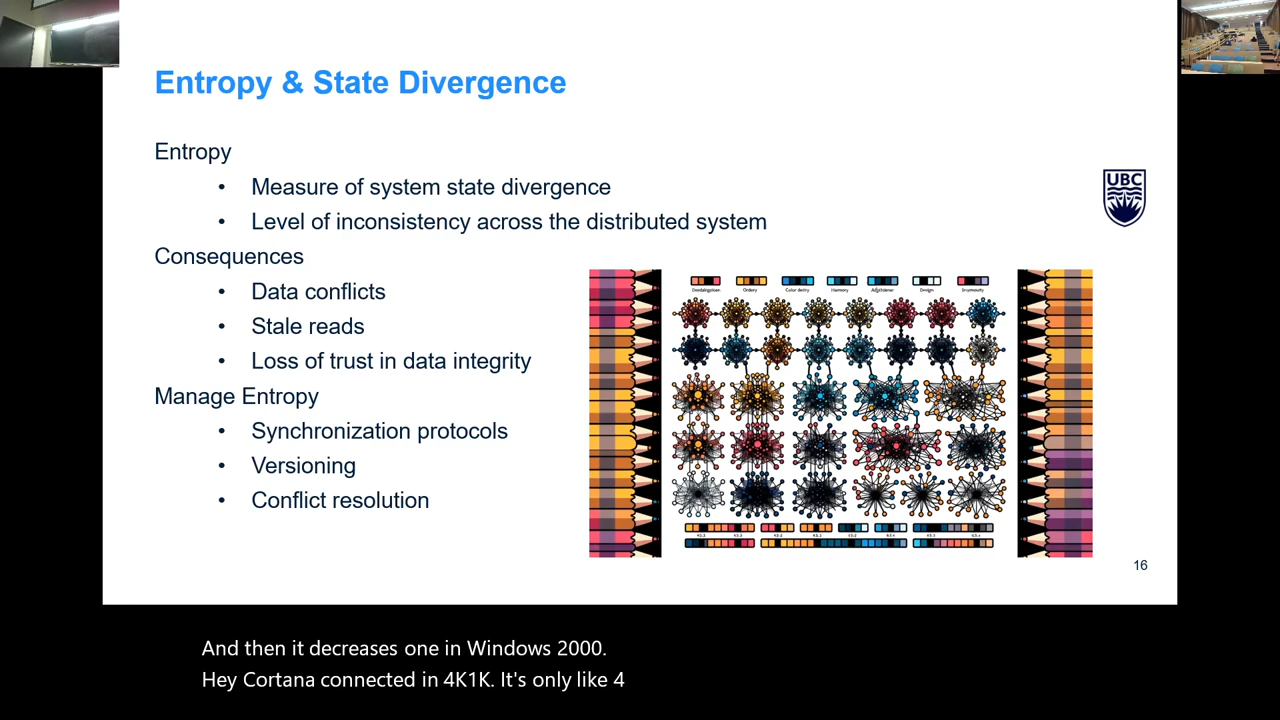 Entropy & State Divergence
Entropy
• Measure of system state divergence
• Level of inconsistency across the distributed system
UBC
Consequences
• Data conflicts
• Stale reads
• Loss of trust in data integrity
Manage Entropy
• Synchronization protocols
• Versioning
• Conflict resolution
16
And then it decreases one in Windows 2000.
Hey Cortana connected in 4K1K. It's only like 4